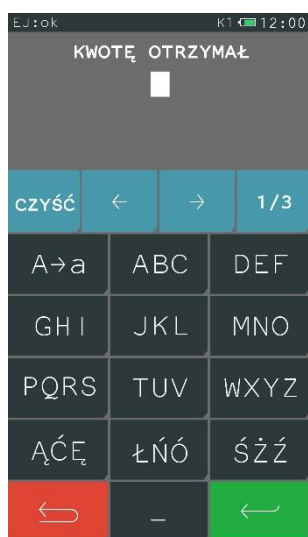 EJ:ok K1 12:00
KWOTĘ OTRZYMAŁ
CZYŚĆ ← → 1/3
A→a ABC DEF
GHI JKL MNO
PQRS TUV WXYZ
ĄĆĘ ŁŃÓ ŚŻŹ
_